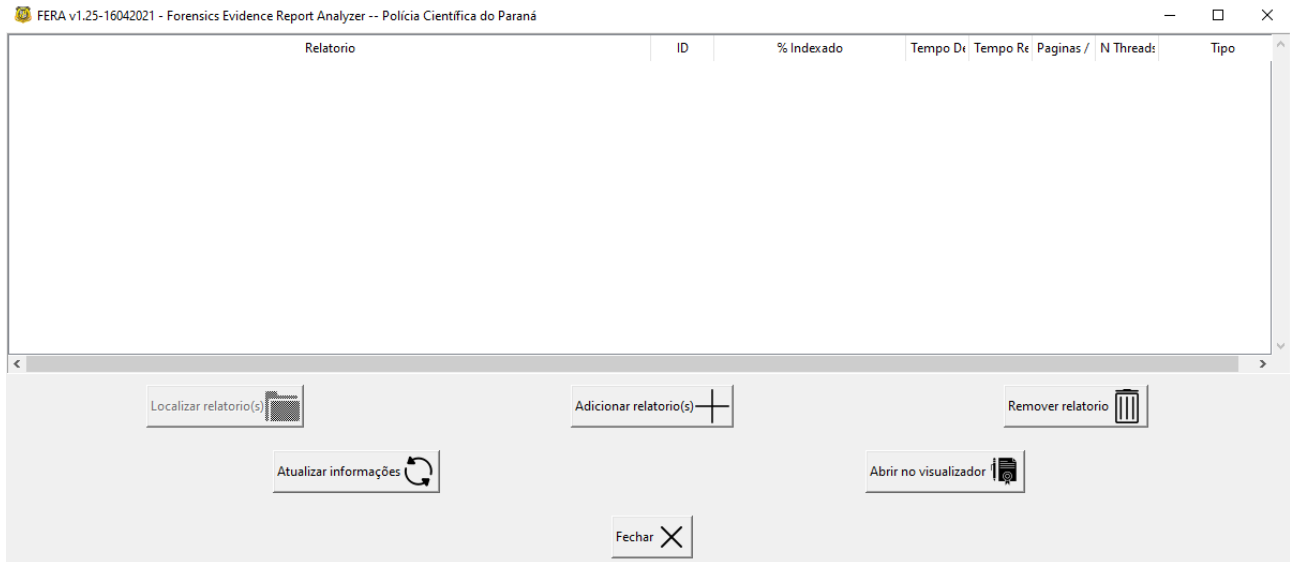 FERA v1.25-16042021 - Forensics Evidence Report Analyzer -- Polícia Científica do Paraná
Relatorio ID % Indexado Tempo De Tempo Re Paginas / N Threads Tipo
Localizar relatorio(s) Adicionar relatorio(s) Remover relatorio
Atualizar informações Abrir no visualizador
Fechar